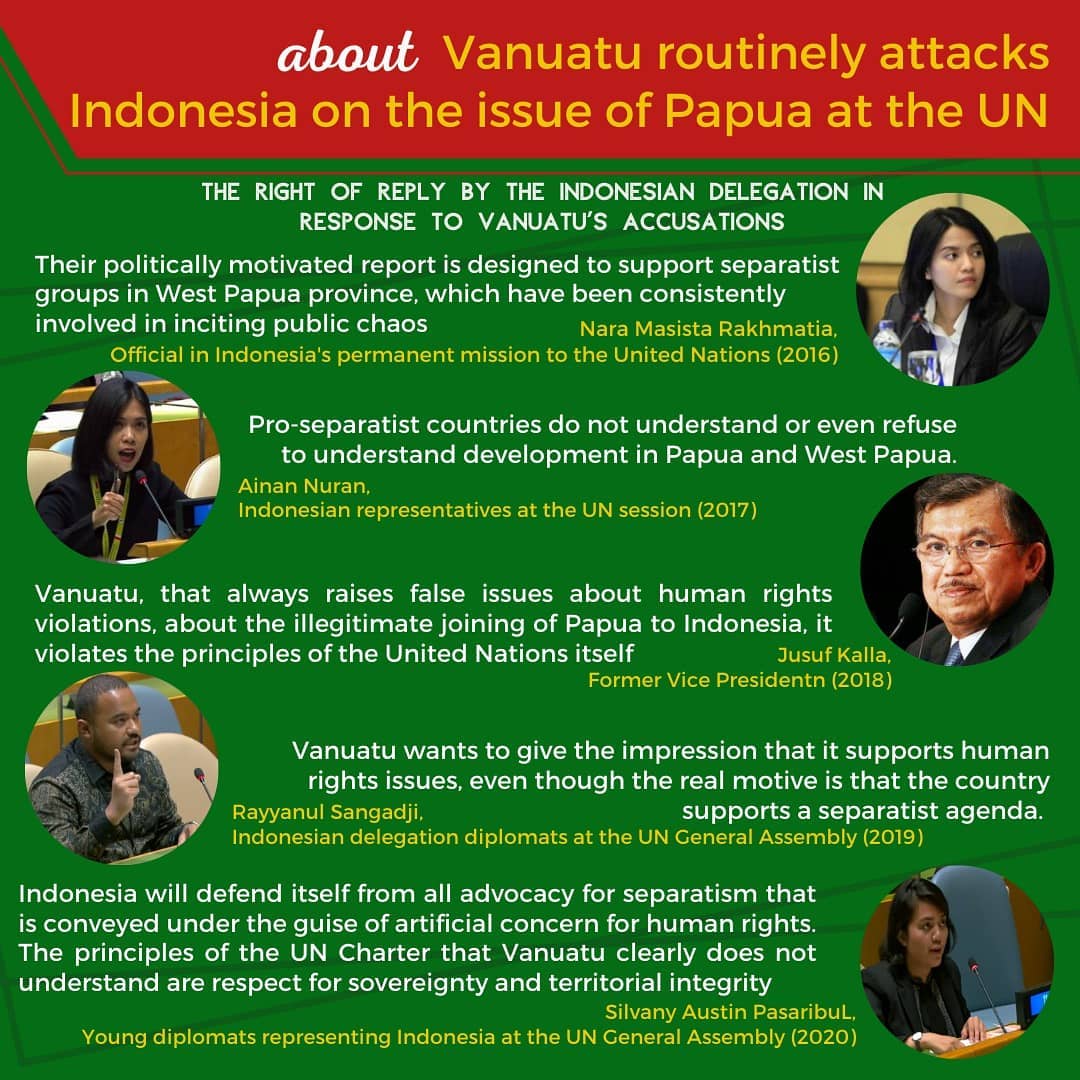 about Vanuatu routinely attacks
Indonesia on the issue of Papua at the UN
THE RIGHT OF REPLY BY THE INDONESIAN DELEGATION IN
RESPONSE TO VANUATU'S ACCUSATIONS
Their politically motivated report is designed to support separatist
groups in West Papua province, which have been consistently
involved in inciting public chaos
Nara Masista Rakhmatia,
Official in Indonesia's permanent mission to the United Nations (2016)
Pro-separatist countries do not understand or even refuse
to understand development in Papua and West Papua.
Ainan Nuran,
Indonesian representatives at the UN session (2017)
Vanuatu, that always raises false issues about human rights
violations, about the illegitimate joining of Papua to Indonesia, it
violates the principles of the United Nations itself
Jusuf Kalla,
Former Vice Presidentn (2018)
Vanuatu wants to give the impression that it supports human
rights issues, even though the real motive is that the country
supports a separatist agenda.
Rayyanul Sangadji,
Indonesian delegation diplomats at the UN General Assembly (2019)
Indonesia will defend itself from all advocacy for separatism that
is conveyed under the guise of artificial concern for human rights.
The principles of the UN Charter that Vanuatu clearly does not
understand are respect for sovereignty and territorial integrity
Silvany Austin PasaribuL,
Young diplomats representing Indonesia at the UN General Assembly (2020)